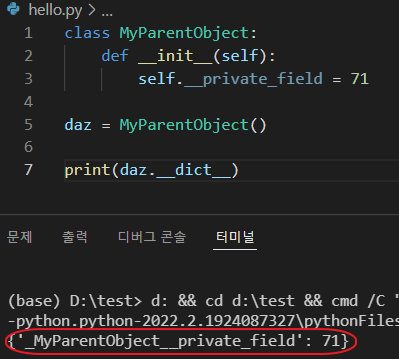 hello.py > ...
1 class MyParentObject:
2 def __init__(self):
3 self.__private_field = 71
4
5 daz = MyParentObject()
6
7 print(daz.__dict__)
문제 출력 디버그 콘솔 터미널
(base) D:\test> d: && cd d:\test && cmd /C "
-python.python-2022.2.1924087327\pythonFiles
{'_MyParentObject__private_field': 71}